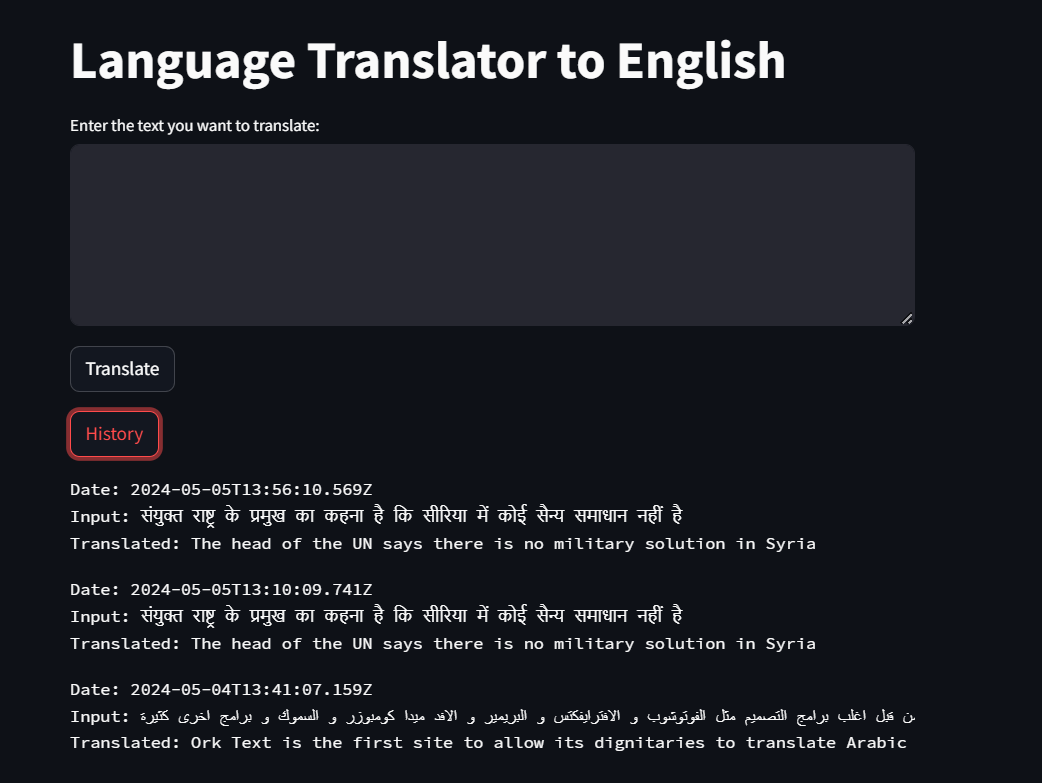 Language Translator to English
Enter the text you want to translate:
Translate
History
Date: 2024-05-05T13:56:10.569Z
Input: संयुक्त राष्ट्र के प्रमुख का कहना है कि सीरिया में कोई सैन्य समाधान नहीं है
Translated: The head of the UN says there is no military solution in Syria
Date: 2024-05-05T13:10:09.741Z
Input: संयुक्त राष्ट्र के प्रमुख का कहना है कि सीरिया में कोई सैन्य समाधान नहीं है
Translated: The head of the UN says there is no military solution in Syria
Date: 2024-05-04T13:41:07.159Z
Input: من قبل اغلب برامج التصميم مثل الفوتوشوب و الافترايفكتس و البريمير و الافد ميدا كومبوزر و السموك و برامج اخرى كثيرة
Translated: Ork Text is the first site to allow its dignitaries to translate Arabic